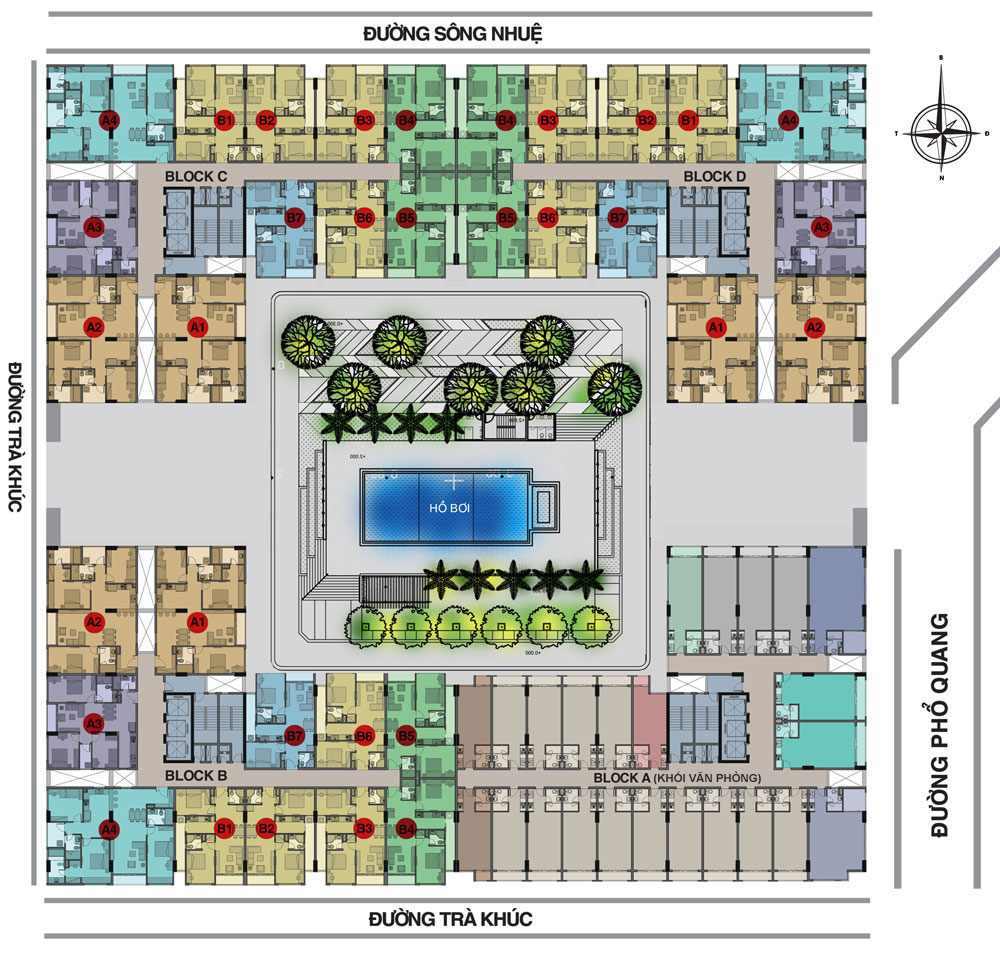 ĐƯỜNG SÔNG NHUỆ
B
T
Đ
N
A4
B1
B2
B3
B4
B4
B3
B2
B1
A4
BLOCK C
BLOCK D
A3
B7
B6
B5
B5
B6
B7
A3
A2
A1
A1
A2
ĐƯỜNG TRÀ KHÚC
HỒ BƠI
A2
A1
ĐƯỜNG PHỔ QUANG
A3
B7
B6
B5
BLOCK B
BLOCK A (KHỐI VĂN PHÒNG)
A4
B1
B2
B3
B4
ĐƯỜNG TRÀ KHÚC